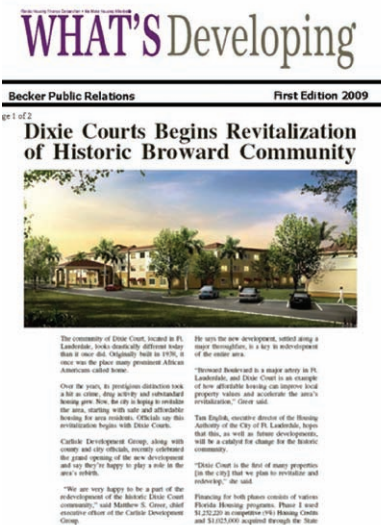 WHAT'S Developing
Becker Public Relations
First Edition 2009
ge 1 of 2
Dixie Courts Begins Revitalization
of Historic Broward Community
The community of Dixie Court, located in Ft.
Lauderdale, looks drastically different today
than it once did. Originally built in 1938, it
once was the place many prominent African
Americans called home.
Over the years, its prestigious distinction took
a hit as crime, drug activity and substandard
housing grew. Now, the city is hoping to revitalize
the area, starting with safe and affordable
housing for area residents. Officials say this
revitalization begins with Dixie Courts.
Carlisle Development Group, along with
county and city officials, recently celebrated
the grand opening of the new development
and say they're happy to play a role in the
area's rebirth.
"We are very happy to be a part of the
redevelopment of the historic Dixie Court
community," said Matthew S. Greer, chief
executive officer of the Carlisle Development
Group.
He says the new development, settled along a
major thoroughfare, is a key in redevelopment
of the entire area.
"Broward Boulevard is a major artery in Ft.
Lauderdale, and Dixie Court is an example
of how affordable housing can improve local
property values and accelerate the area's
revitalization," Greer said.
Tam English, executive director of the Housing
Authority of the City of Ft. Lauderdale, hopes
that this, as well as future developments,
will be a catalyst for change for the historic
community.
"Dixie Court is the first of many properties
[in the city] that we plan to revitalize and
redevelop," she said.
Financing for both phases consists of various
Florida Housing programs. Phase I used
$1,252,220 in competitive (9%) Housing Credits
and $1,025,000 acquired through the State